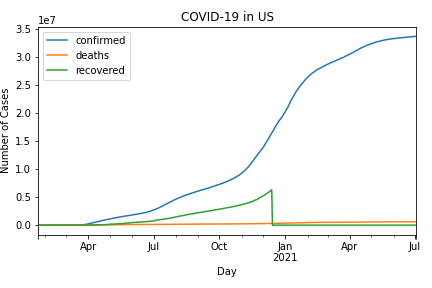 COVID-19 in US
1e7
3.5
3.0
2.5
2.0
1.5
1.0
0.5
0.0
Number of Cases
confirmed
deaths
recovered
Apr
Jul
Oct
Jan
2021
Apr
Jul
Day